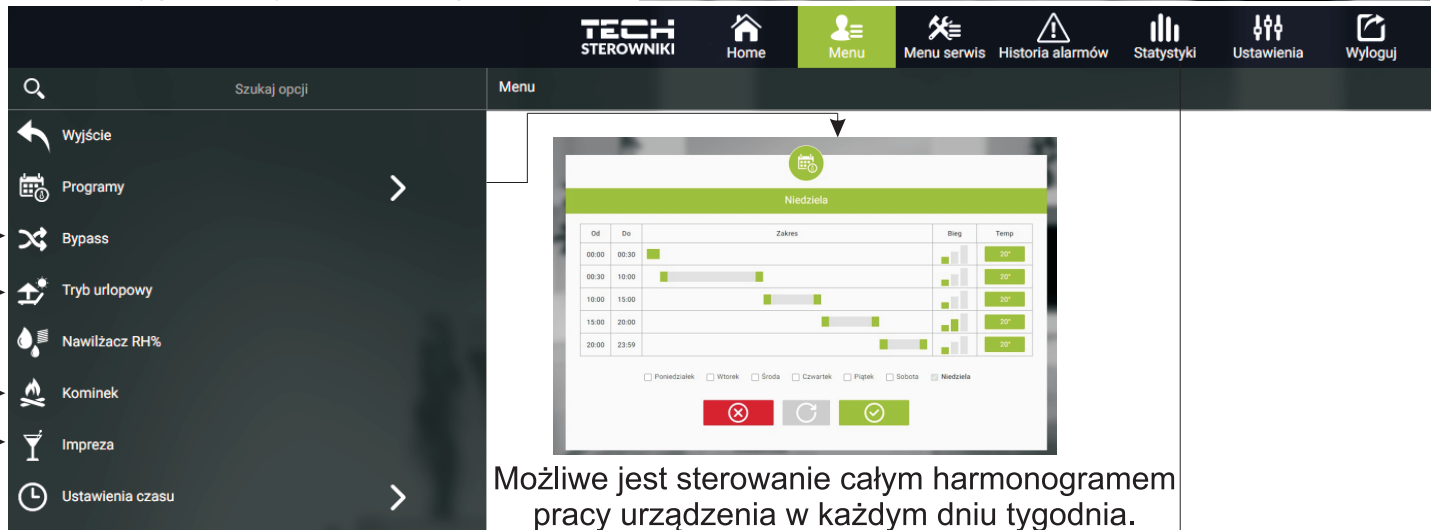 TECH
STEROWNIKI
Home
Menu
Menu serwis
Historia alarmów
Statystyki
Ustawienia
Wyloguj
Szukaj opcji
Menu
Wyjście
Programy
Bypass
Tryb urlopowy
Nawilżacz RH%
Kominek
Impreza
Ustawienia czasu
Niedziela
Od Do Zakres Bieg Temp
00:00 00:30 20°
00:30 10:00 20°
10:00 15:00 20°
15:00 20:00 20°
20:00 23:59 20°
Poniedziałek Wtorek Środa Czwartek Piątek Sobota Niedziela
Możliwe jest sterowanie całym harmonogramem
pracy urządzenia w każdym dniu tygodnia.